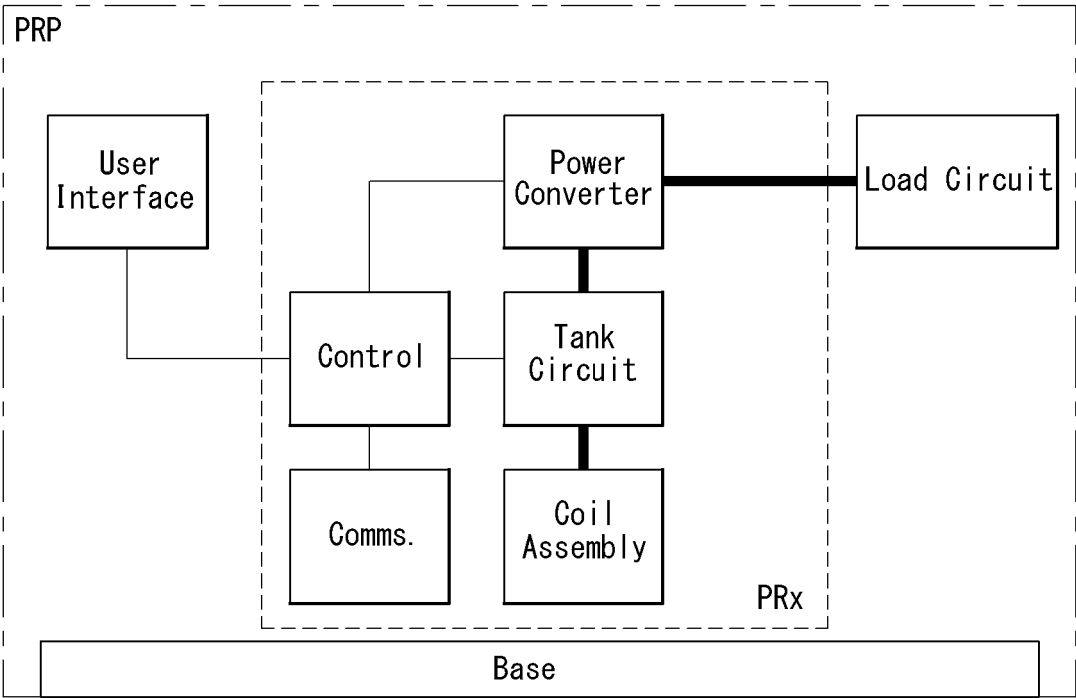 PRP
User
Interface
Power
Converter
Load Circuit
Control
Tank
Circuit
Comms.
Coil
Assembly
PRx
Base